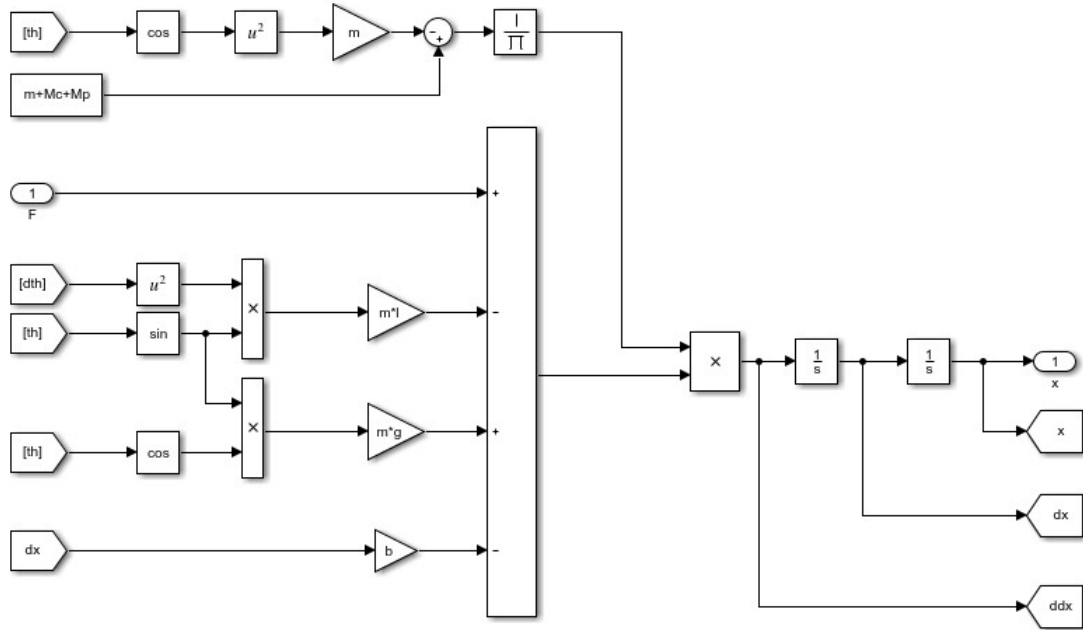 [th]
cos
u²
m
-
+
1
∏
m+Mc+Mp
1
F
+
[dth]
u²
×
m*l
-
[th]
sin
×
1
s
1
s
1
x
×
m*g
+
x
[th]
cos
dx
dx
b
-
ddx